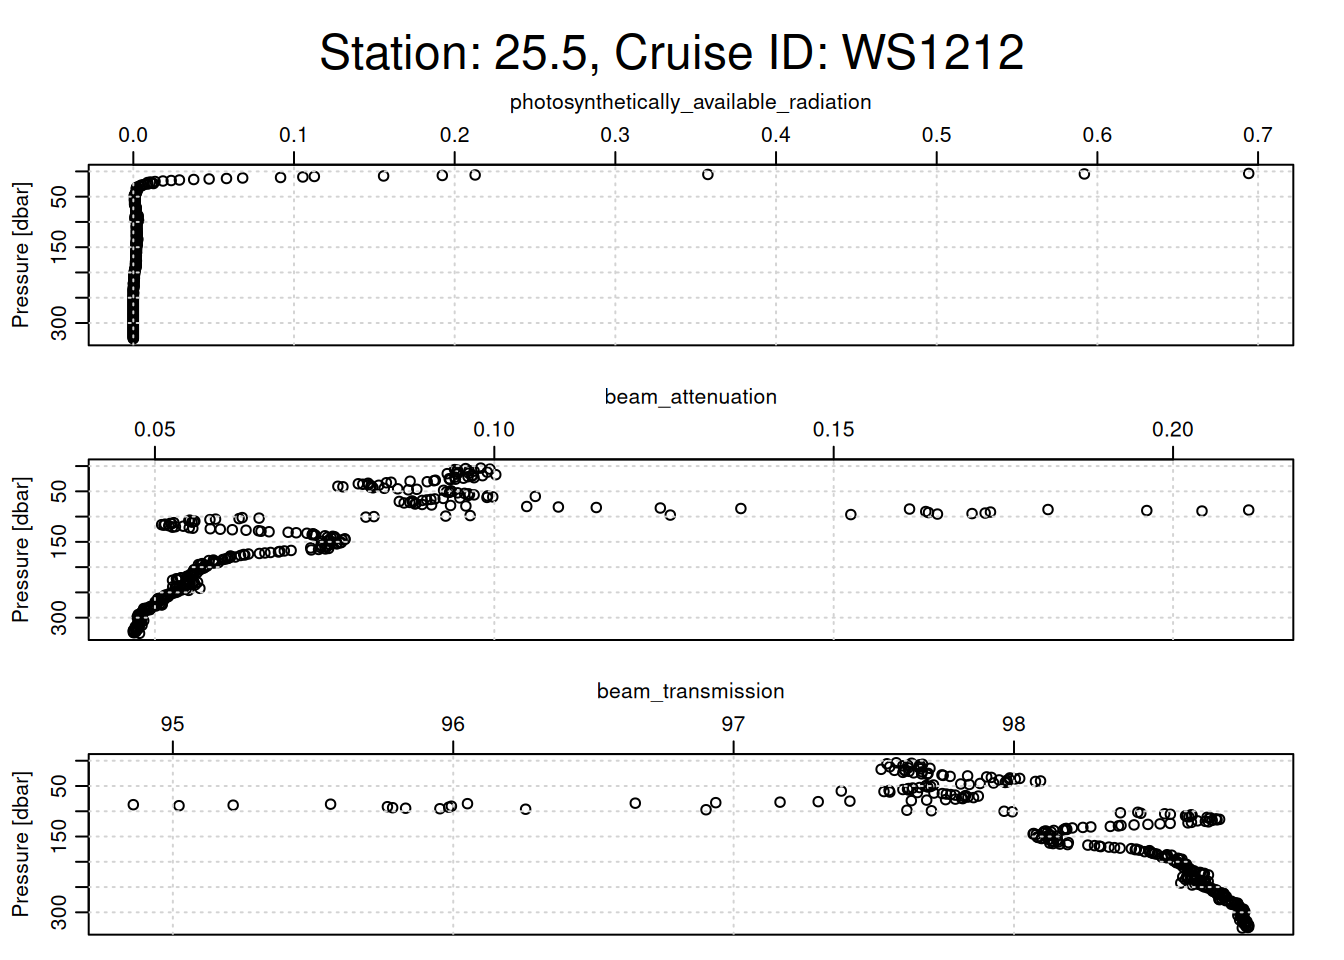 Station: 25.5, Cruise ID: WS1212
photosynthetically_available_radiation
0.0 0.1 0.2 0.3 0.4 0.5 0.6 0.7
Pressure [dbar]
50
150
300
beam_attenuation
0.05 0.10 0.15 0.20
Pressure [dbar]
50
150
300
beam_transmission
95 96 97 98
Pressure [dbar]
50
150
300